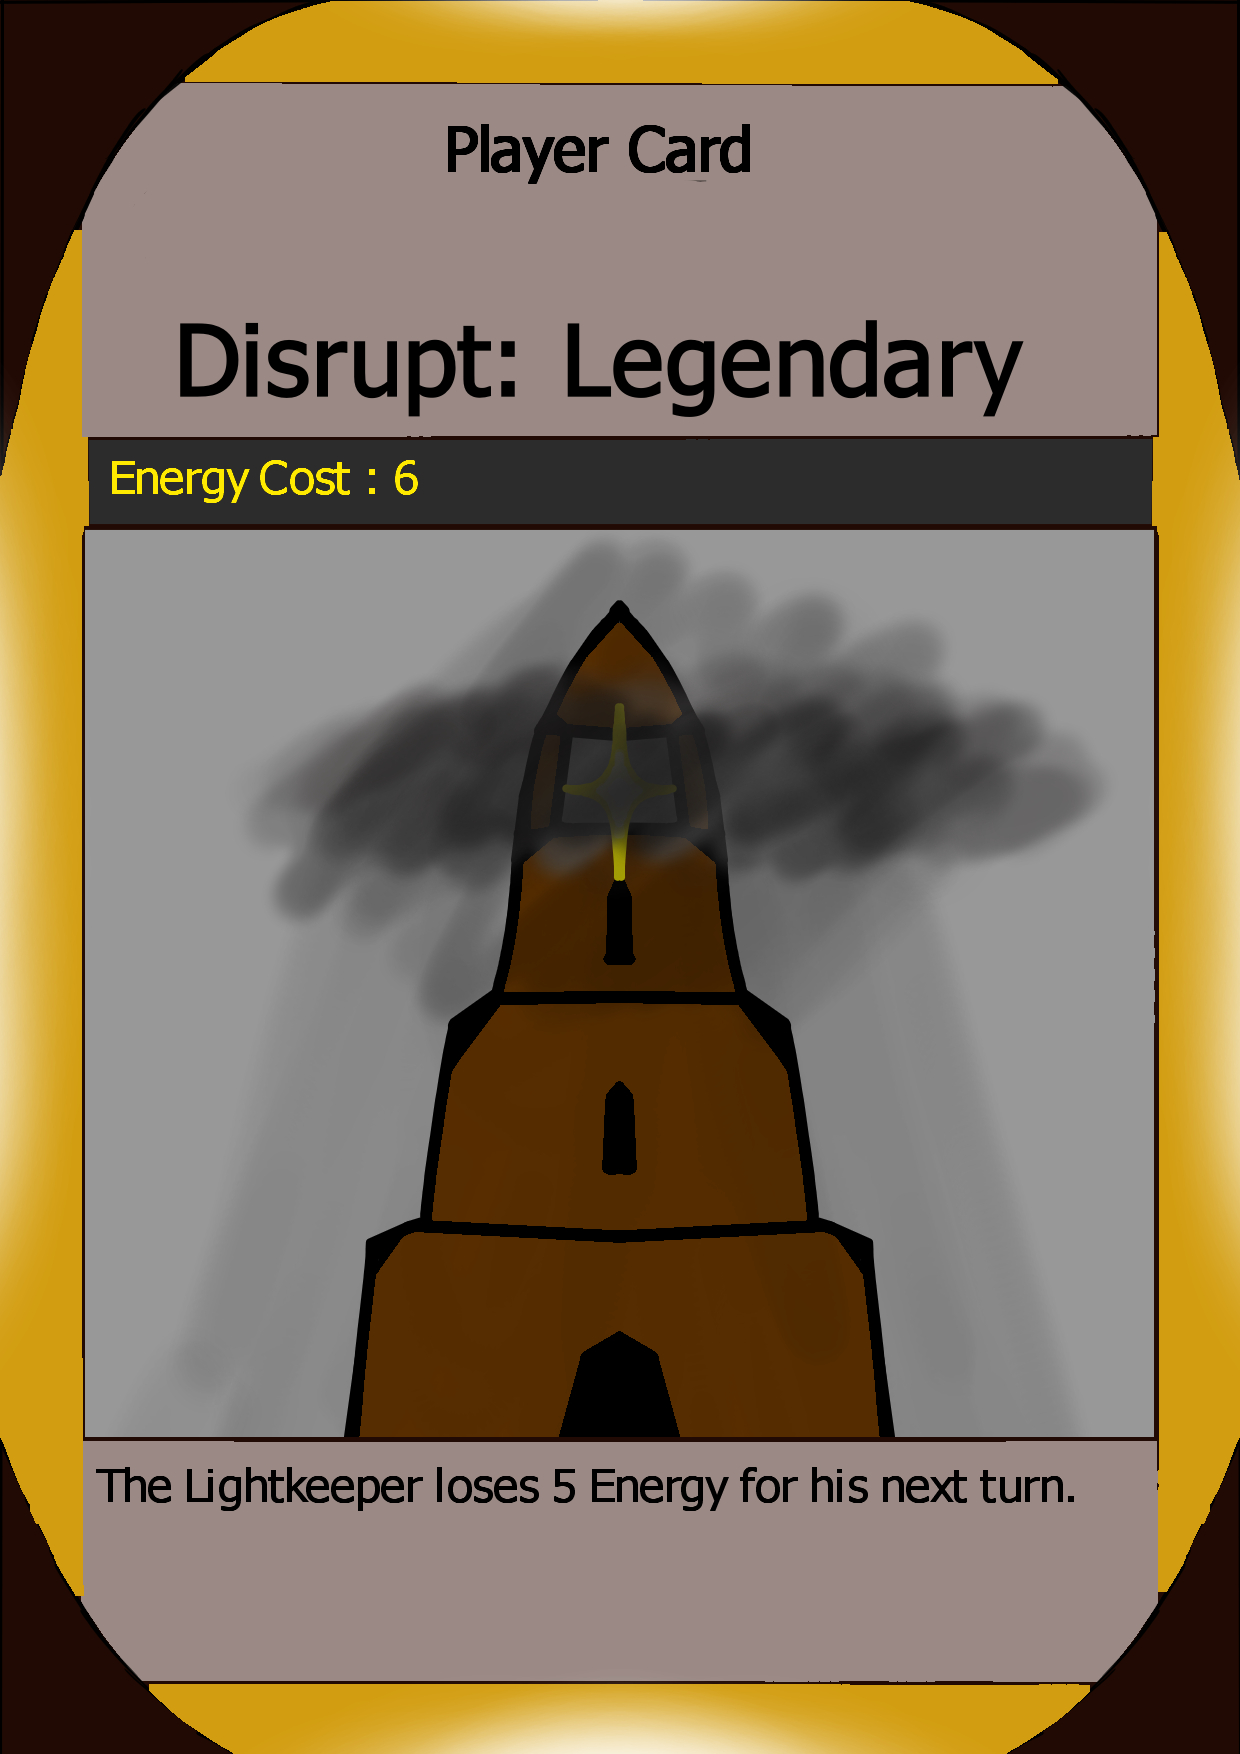 Player Card
Disrupt: Legendary
Energy Cost : 6
The Lightkeeper loses 5 Energy for his next turn.